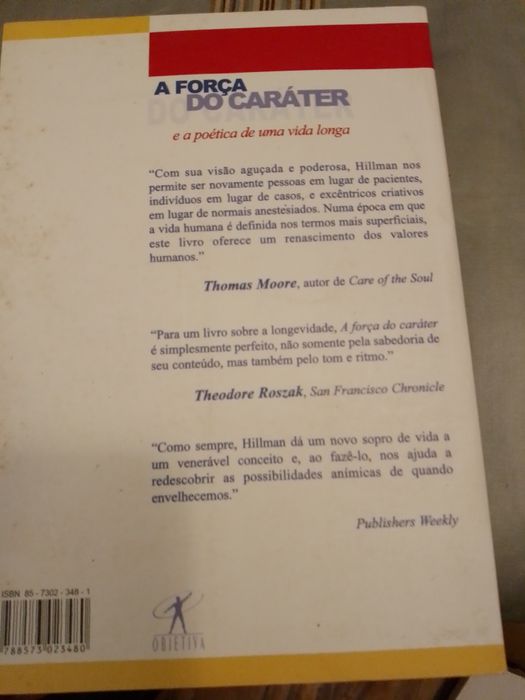 A FORÇA
DO CARÁTER
e a poética de uma vida longa
“Com sua visão aguçada e poderosa, Hillman nos
permite ser novamente pessoas em lugar de pacientes,
indivíduos em lugar de casos, e excêntricos criativos
em lugar de normais anestesiados. Numa época em que
a vida humana é definida nos termos mais superficiais,
este livro oferece um renascimento dos valores
humanos.”
Thomas Moore, autor de Care of the Soul
“Para um livro sobre a longevidade, A força do caráter
é simplesmente perfeito, não somente pela sabedoria de
seu conteúdo, mas também pelo tom e ritmo.”
Theodore Roszak, San Francisco Chronicle
“Como sempre, Hillman dá um novo sopro de vida a
um venerável conceito e, ao fazê-lo, nos ajuda a
redescobrir as possibilidades anímicas de quando
envelhecemos.”
Publishers Weekly
ISBN 85 - 7302 - 348 - 1
788573 023480
OBJETIVA